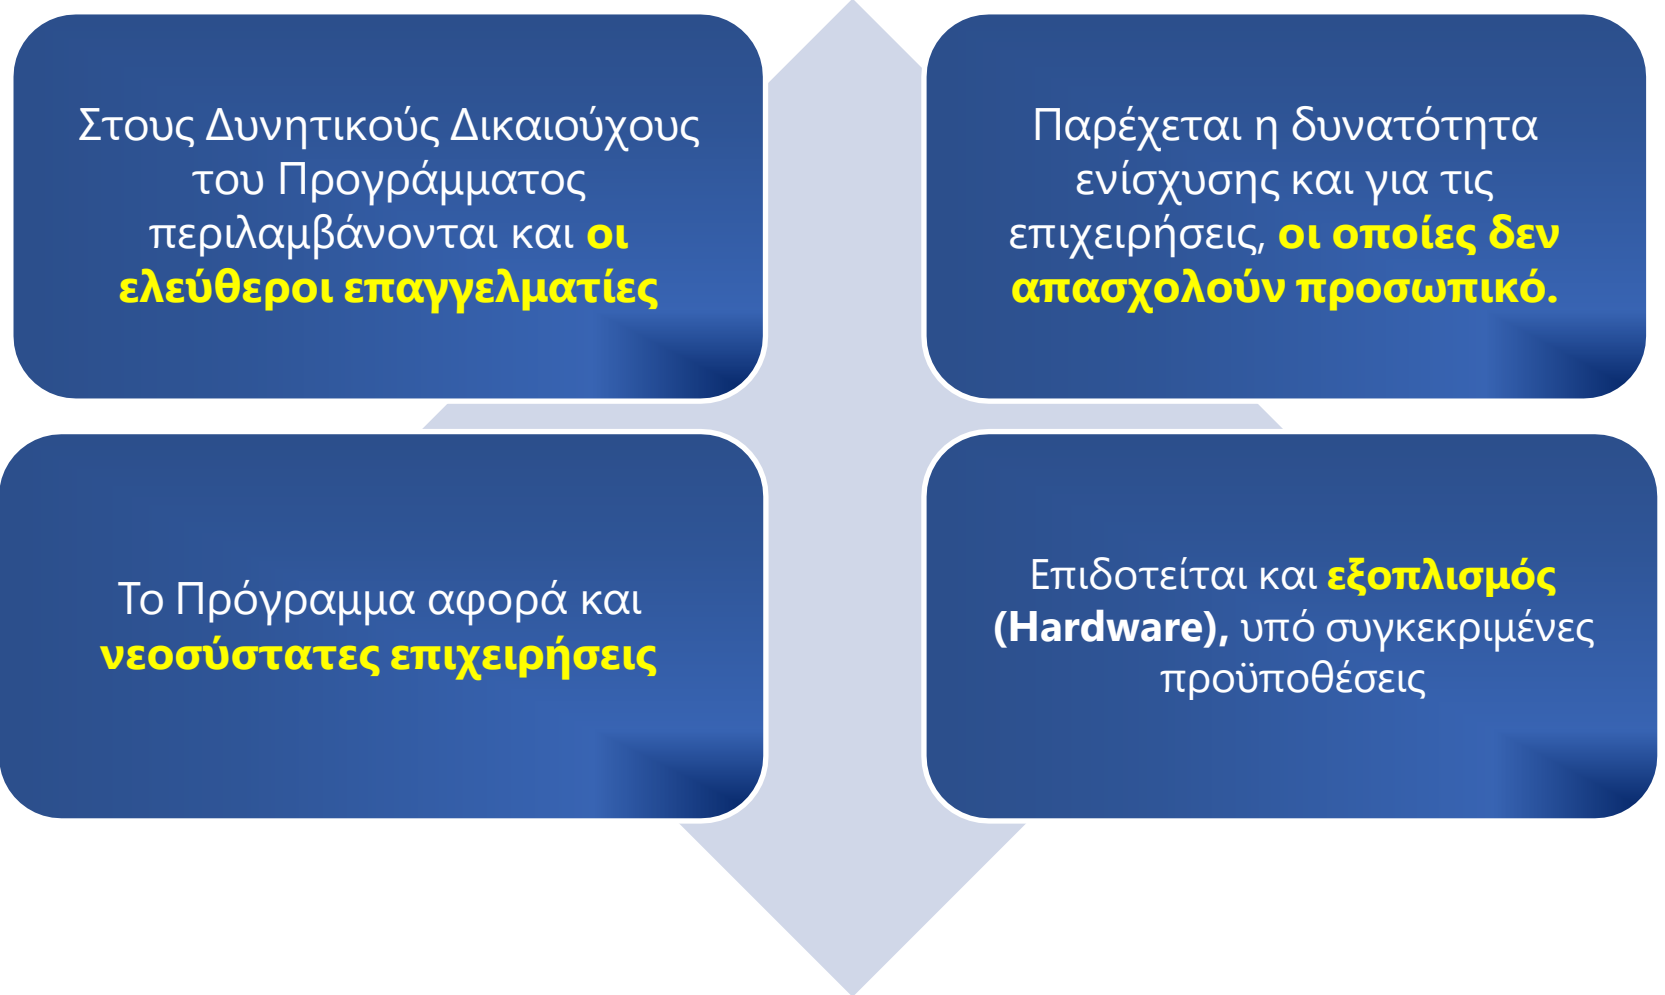 Στους Δυνητικούς Δικαιούχους
του Προγράμματος
περιλαμβάνονται και οι
ελεύθεροι επαγγελματίες
Παρέχεται η δυνατότητα
ενίσχυσης και για τις
επιχειρήσεις, οι οποίες δεν
απασχολούν προσωπικό.
Το Πρόγραμμα αφορά και
νεοσύστατες επιχειρήσεις
Επιδοτείται και εξοπλισμός
(Hardware), υπό συγκεκριμένες
προϋποθέσεις